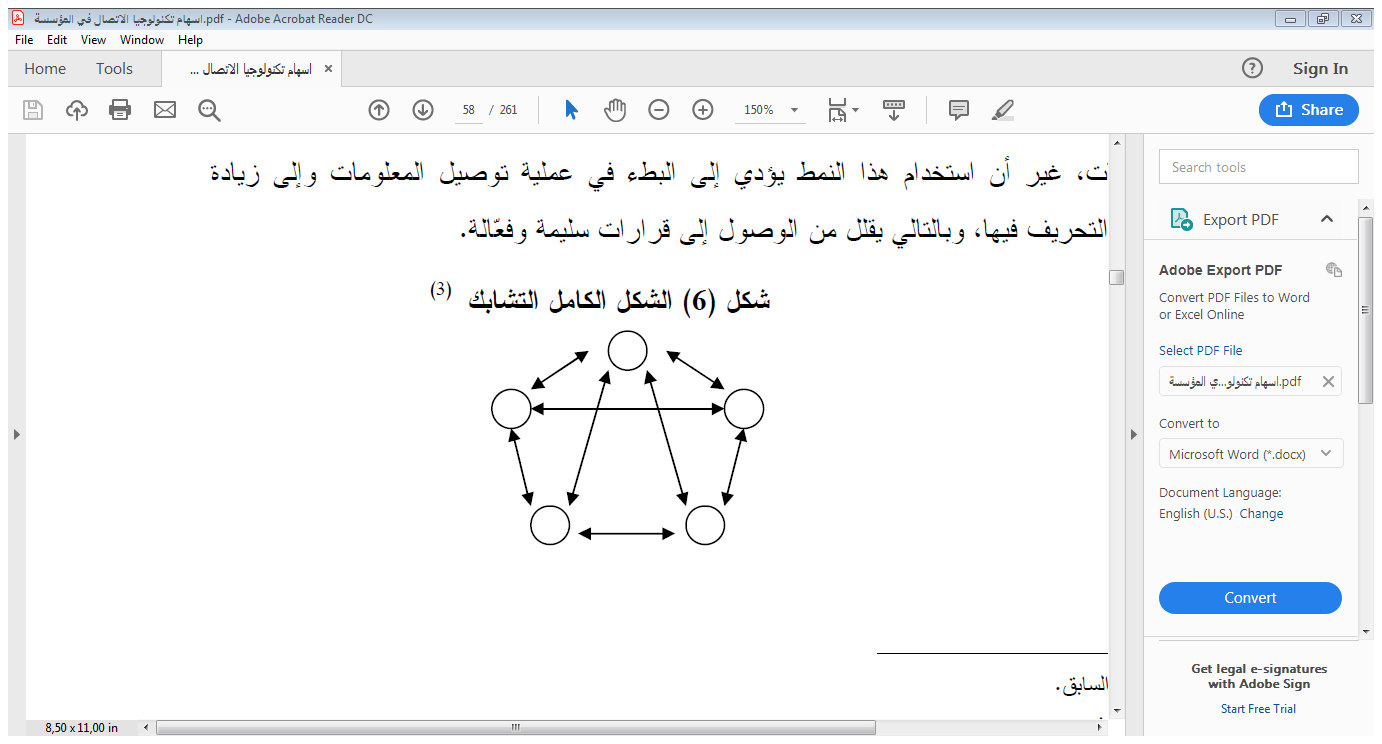 اسهام تكنولوجيا الاتصال في المؤسسة.pdf - Adobe Acrobat Reader DC
File Edit View Window Help
Home Tools اسهام تكنولوجيا الاتصال ... × ? Sign In
58 / 261 150% Share
ت، غير أن استخدام هذا النمط يؤدي إلى البطء في عملية توصيل المعلومات وإلى زيادة
التحريف فيها، وبالتالي يقلل من الوصول إلى قرارات سليمة وفعّالة.
شكل (6) الشكل الكامل التشابك (3)
السابق.
8,50 x 11,00 in
Search tools
Export PDF
Adobe Export PDF
Convert PDF Files to Word
or Excel Online
Select PDF File
اسهام تكنولو...ي المؤسسة.pdf
Convert to
Microsoft Word (*.docx)
Document Language:
English (U.S.) Change
Convert
Get legal e-signatures
with Adobe Sign
Start Free Trial